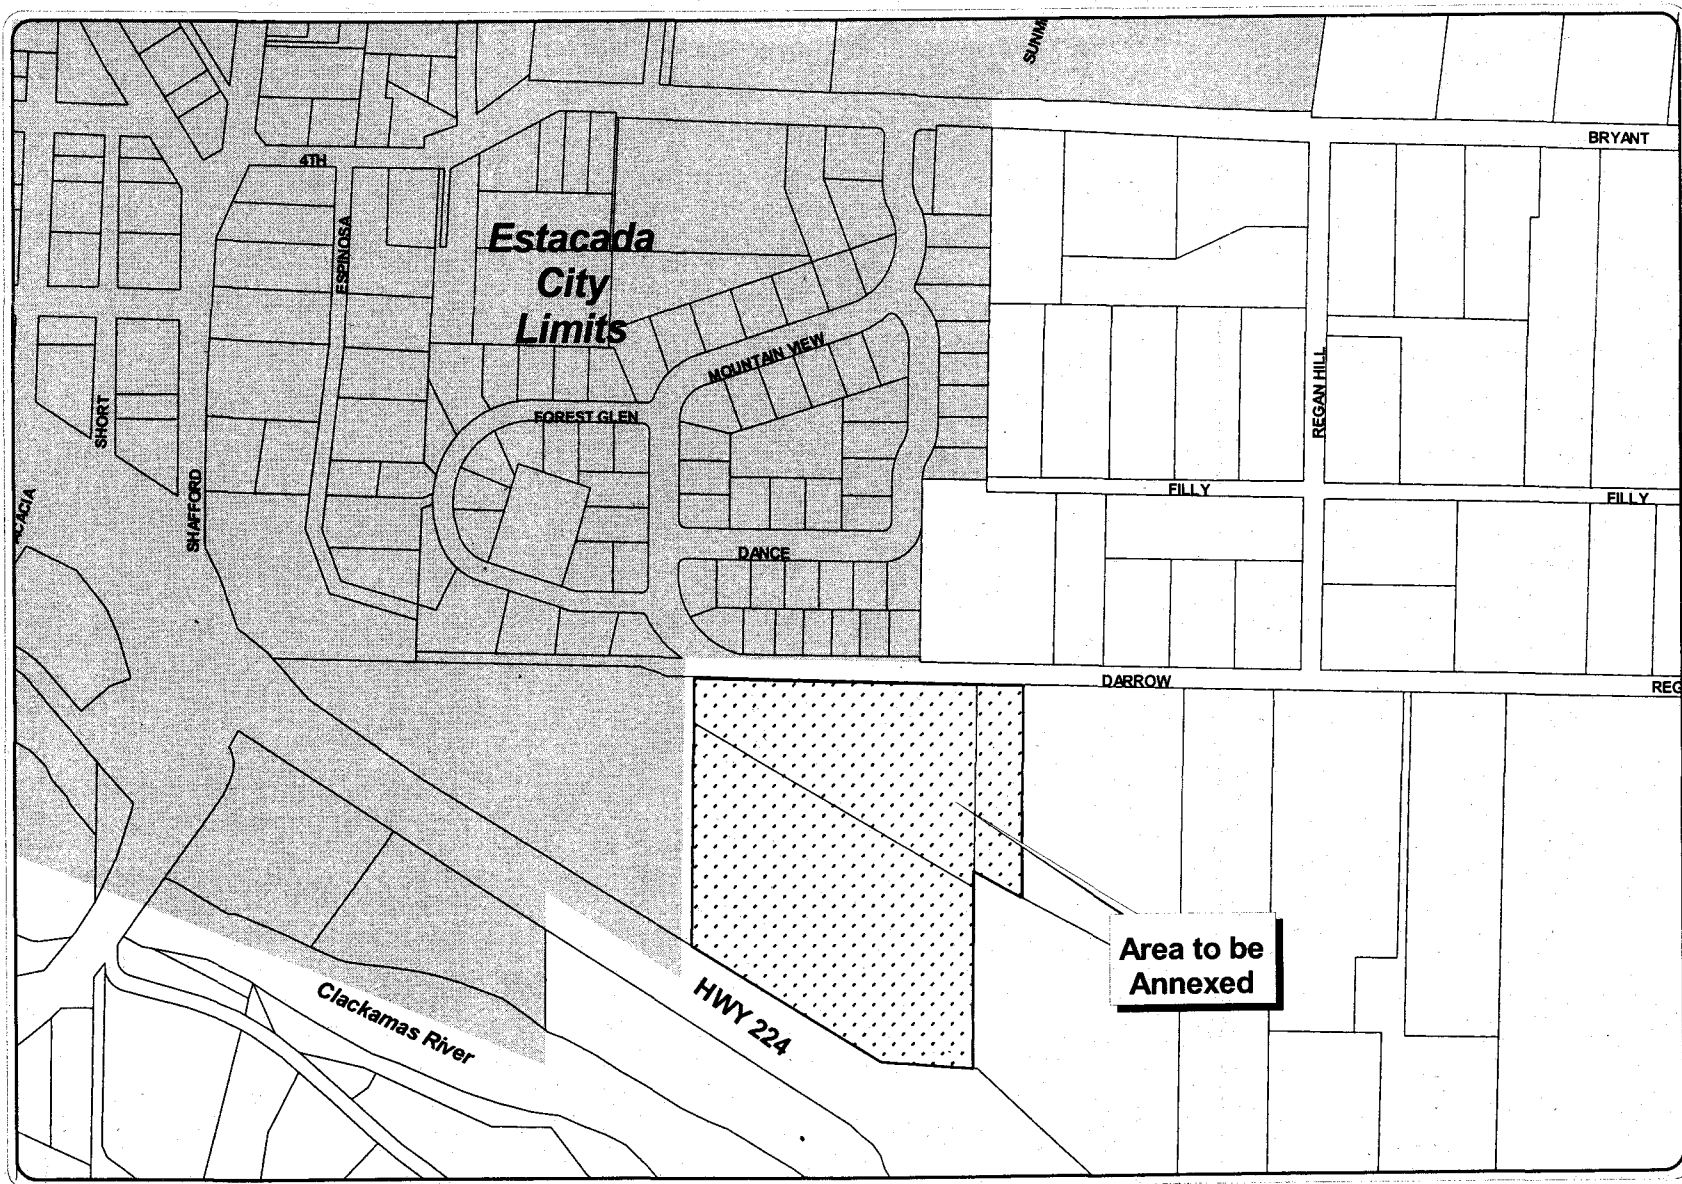 BRYANT
4TH
ESPINOSA
Estacada
City
Limits
MOUNTAIN VIEW
REGAN HILL
SHORT
FOREST GLEN
SHAFFORD
ACACIA
FILLY
FILLY
DANCE
DARROW
REG
Area to be
Annexed
HWY 224
Clackamas River